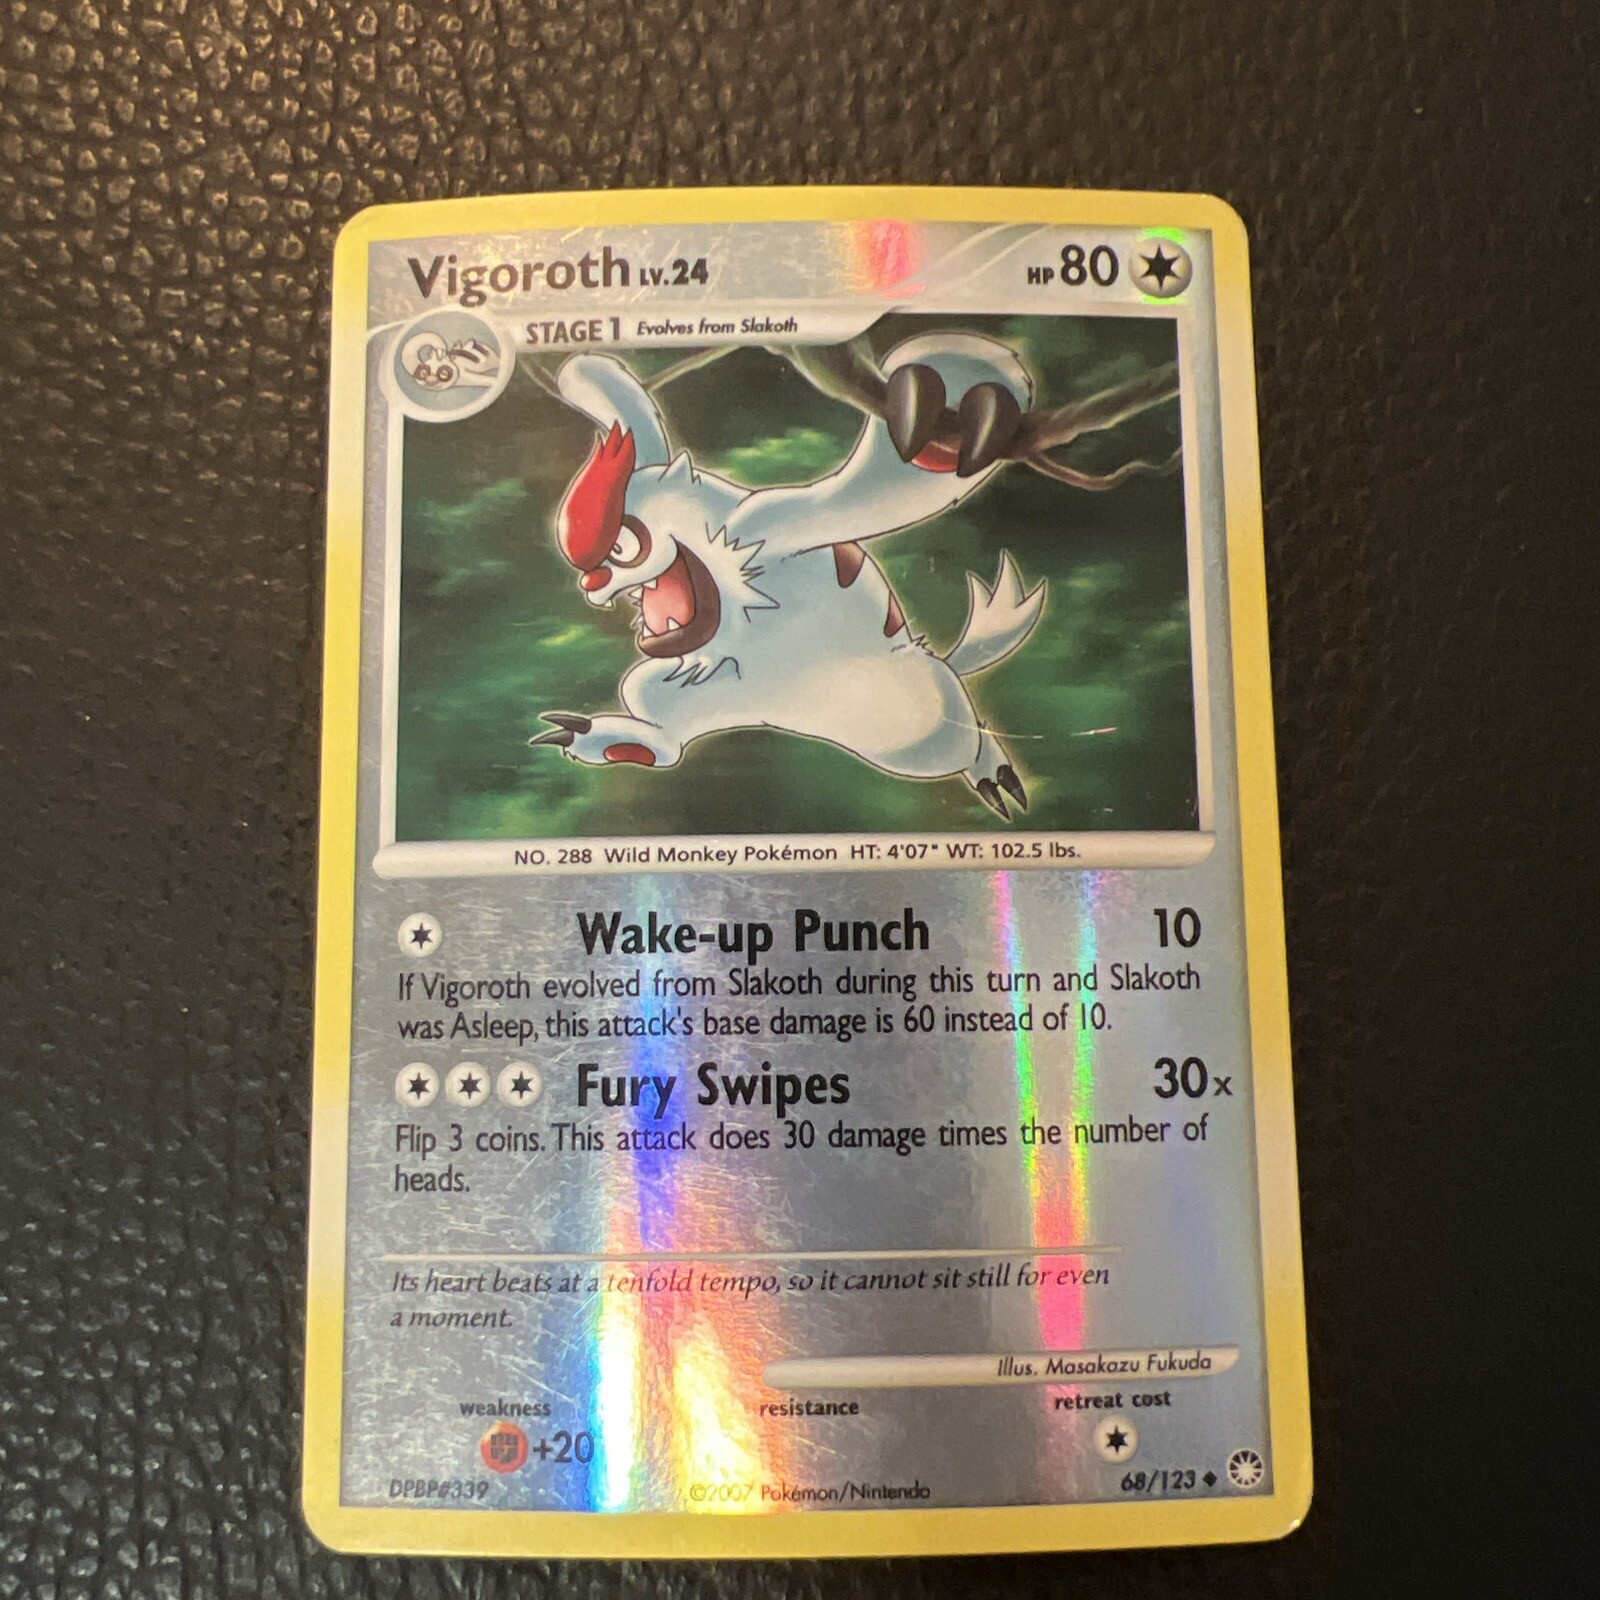 Vigoroth LV.24 HP 80
STAGE 1 Evolves from Slakoth
NO. 288 Wild Monkey Pokémon HT: 4'07" WT: 102.5 lbs.
Wake-up Punch 10
If Vigoroth evolved from Slakoth during this turn and Slakoth
was Asleep, this attack's base damage is 60 instead of 10.
Fury Swipes 30x
Flip 3 coins. This attack does 30 damage times the number of
heads.
Its heart beats at a tenfold tempo, so it cannot sit still for even
a moment.
Illus. Masakazu Fukuda
weakness resistance retreat cost
+20
DPBP#339 ©2007 Pokémon/Nintendo 68/123